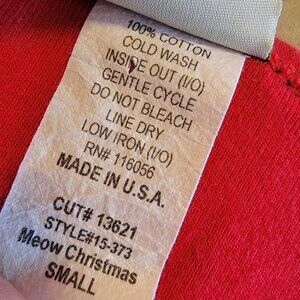 100% COTTON
COLD WASH
INSIDE OUT (I/O)
GENTLE CYCLE
DO NOT BLEACH
LINE DRY
LOW IRON (I/O)
RN# 116056
MADE IN U.S.A.
CUT# 13621
STYLE#15-373
Meow Christmas
SMALL